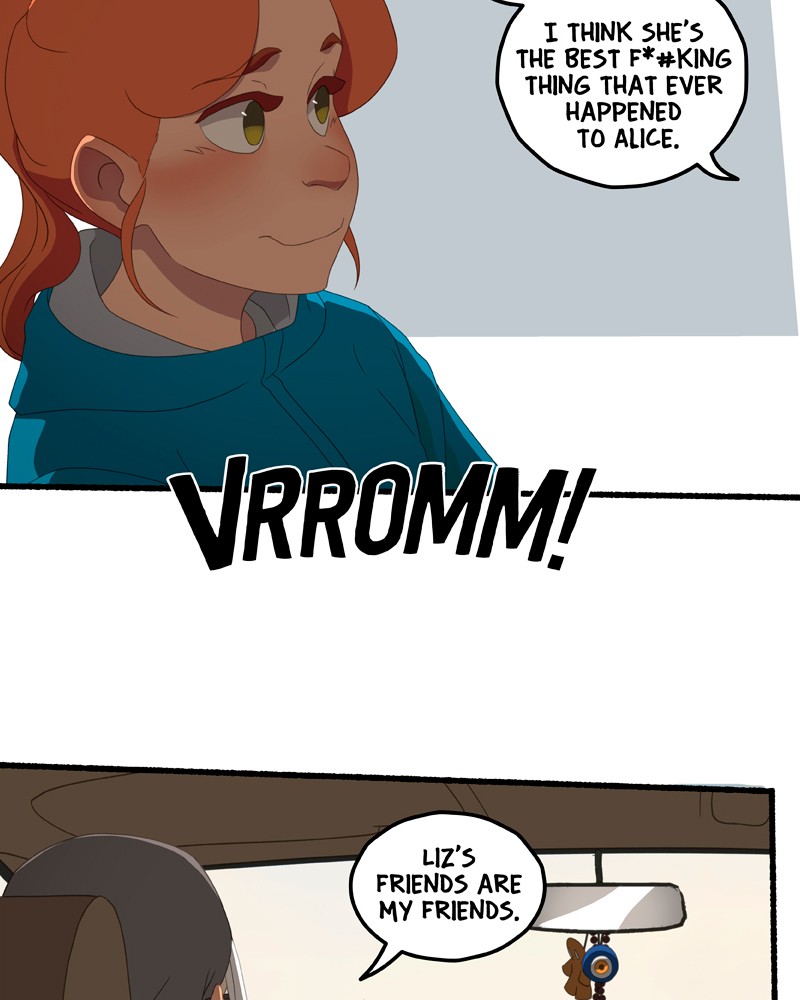 I THINK SHE'S
THE BEST F*#KING
THING THAT EVER
HAPPENED
TO ALICE.
VRROMM!
LIZ'S
FRIENDS ARE
MY FRIENDS.